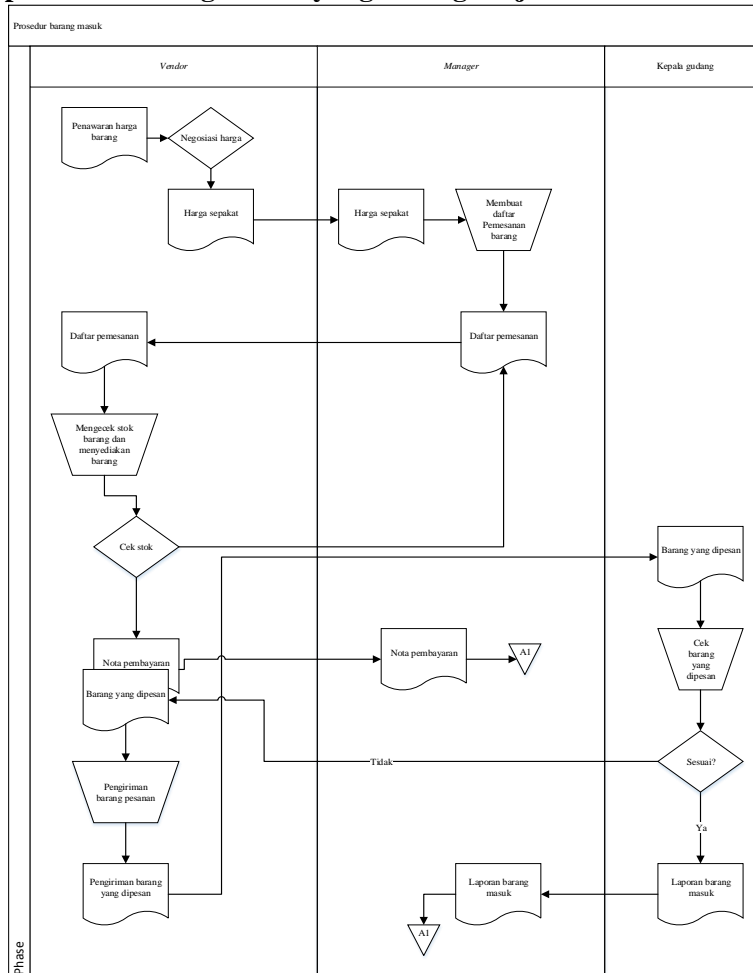 Prosedur barang masuk
Vendor
Manager
Kepala gudang
Penawaran harga
barang
Negosiasi harga
Harga sepakat
Harga sepakat
Membuat
daftar
Pemesanan
barang
Daftar pemesanan
Daftar pemesanan
Mengecek stok
barang dan
menyediakan
barang
Cek stok
Barang yang dipesan
Nota pembayaran
Nota pembayaran
A1
Cek
barang
yang
dipesan
Barang yang dipesan
Tidak
Sesuai?
Pengiriman
barang pesanan
Ya
Pengiriman barang
yang dipesan
Laporan barang
masuk
Laporan barang
masuk
A1
Phase